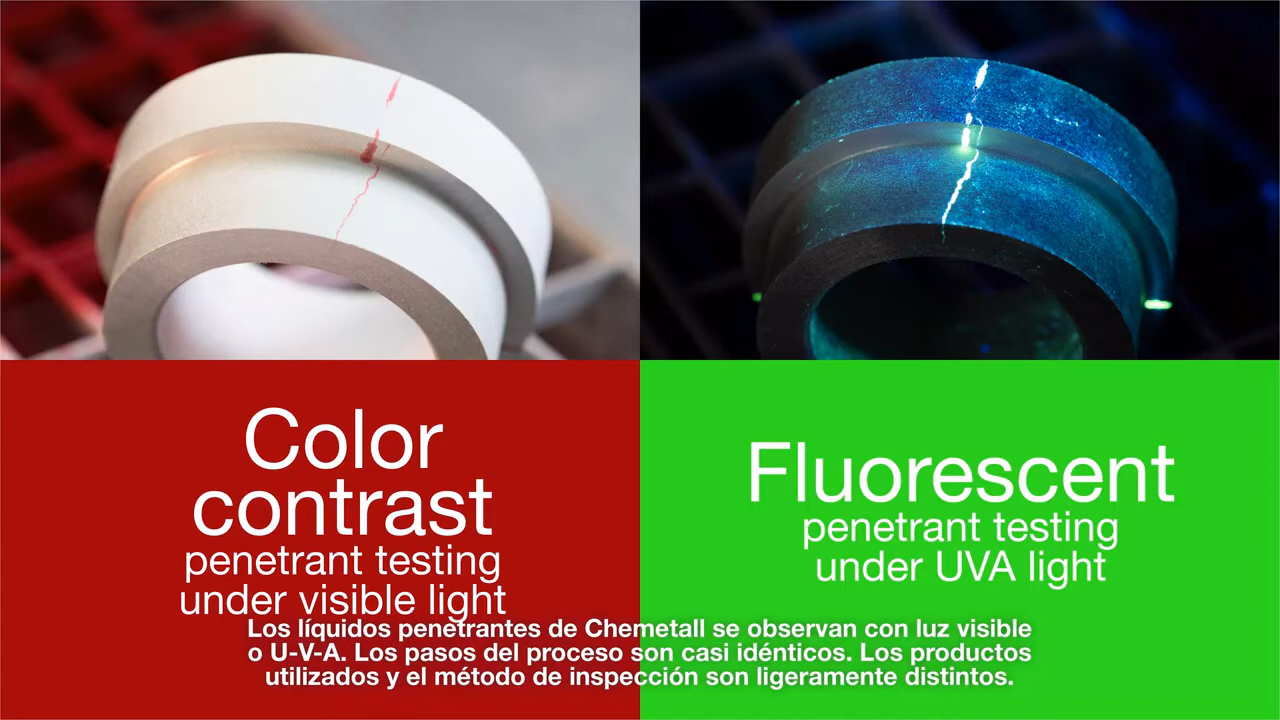 Color
contrast
penetrant testing
under visible light
Fluorescent
penetrant testing
under UVA light
Los líquidos penetrantes de Chemetall se observan con luz visible
o U-V-A. Los pasos del proceso son casi idénticos. Los productos
utilizados y el método de inspección son ligeramente distintos.